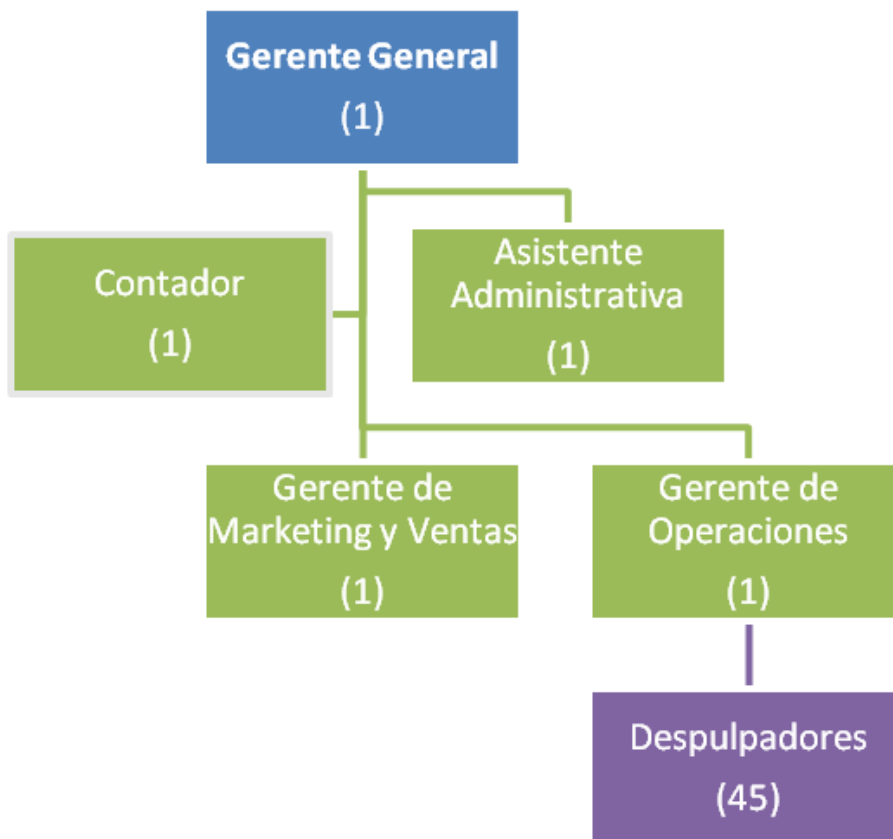 Gerente General
(1)
Contador
(1)
Asistente
Administrativa
(1)
Gerente de
Marketing y Ventas
(1)
Gerente de
Operaciones
(1)
Despulpadores
(45)